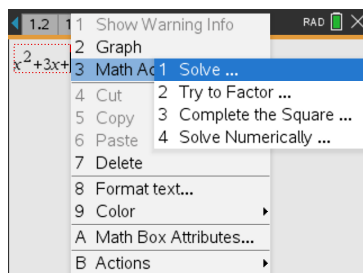 1.2 1 RAD
1 Show Warning Info
2 Graph
x²+3x+
3 Math Ac
1 Solve ...
2 Try to Factor ...
3 Complete the Square ...
4 Solve Numerically ...
4 Cut
5 Copy
6 Paste
7 Delete
8 Format text...
9 Color
A Math Box Attributes...
B Actions